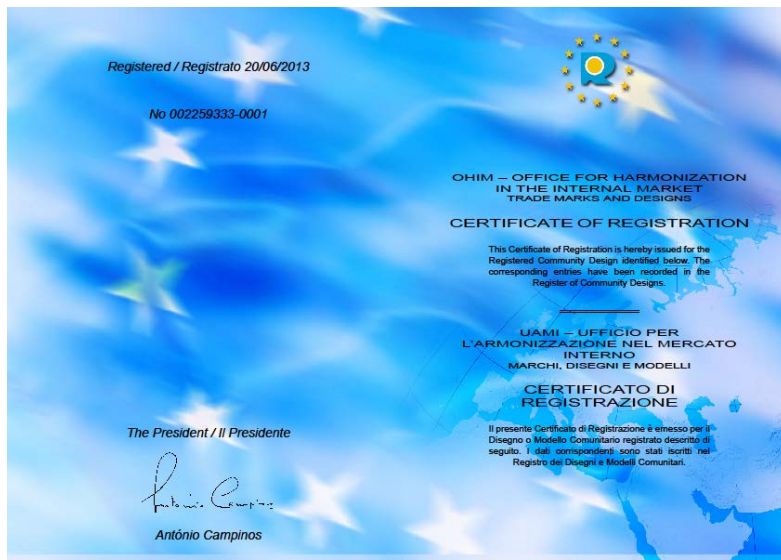 Registered / Registrato 20/06/2013
No 002259333-0001
OHIM – OFFICE FOR HARMONIZATION
IN THE INTERNAL MARKET
TRADE MARKS AND DESIGNS
CERTIFICATE OF REGISTRATION
This Certificate of Registration is hereby issued for the
Registered Community Design identified below. The
corresponding entries have been recorded in the
Register of Community Designs.
UAMI – UFFICIO PER
L'ARMONIZZAZIONE NEL MERCATO
INTERNO
MARCHI, DISEGNI E MODELLI
CERTIFICATO DI
REGISTRAZIONE
Il presente Certificato di Registrazione è emesso per il
Disegno o Modello Comunitario registrato descritto di
seguito. I dati corrispondenti sono stati iscritti nel
Registro dei Disegni e Modelli Comunitari.
The President / Il Presidente
António Campinos
António Campinos